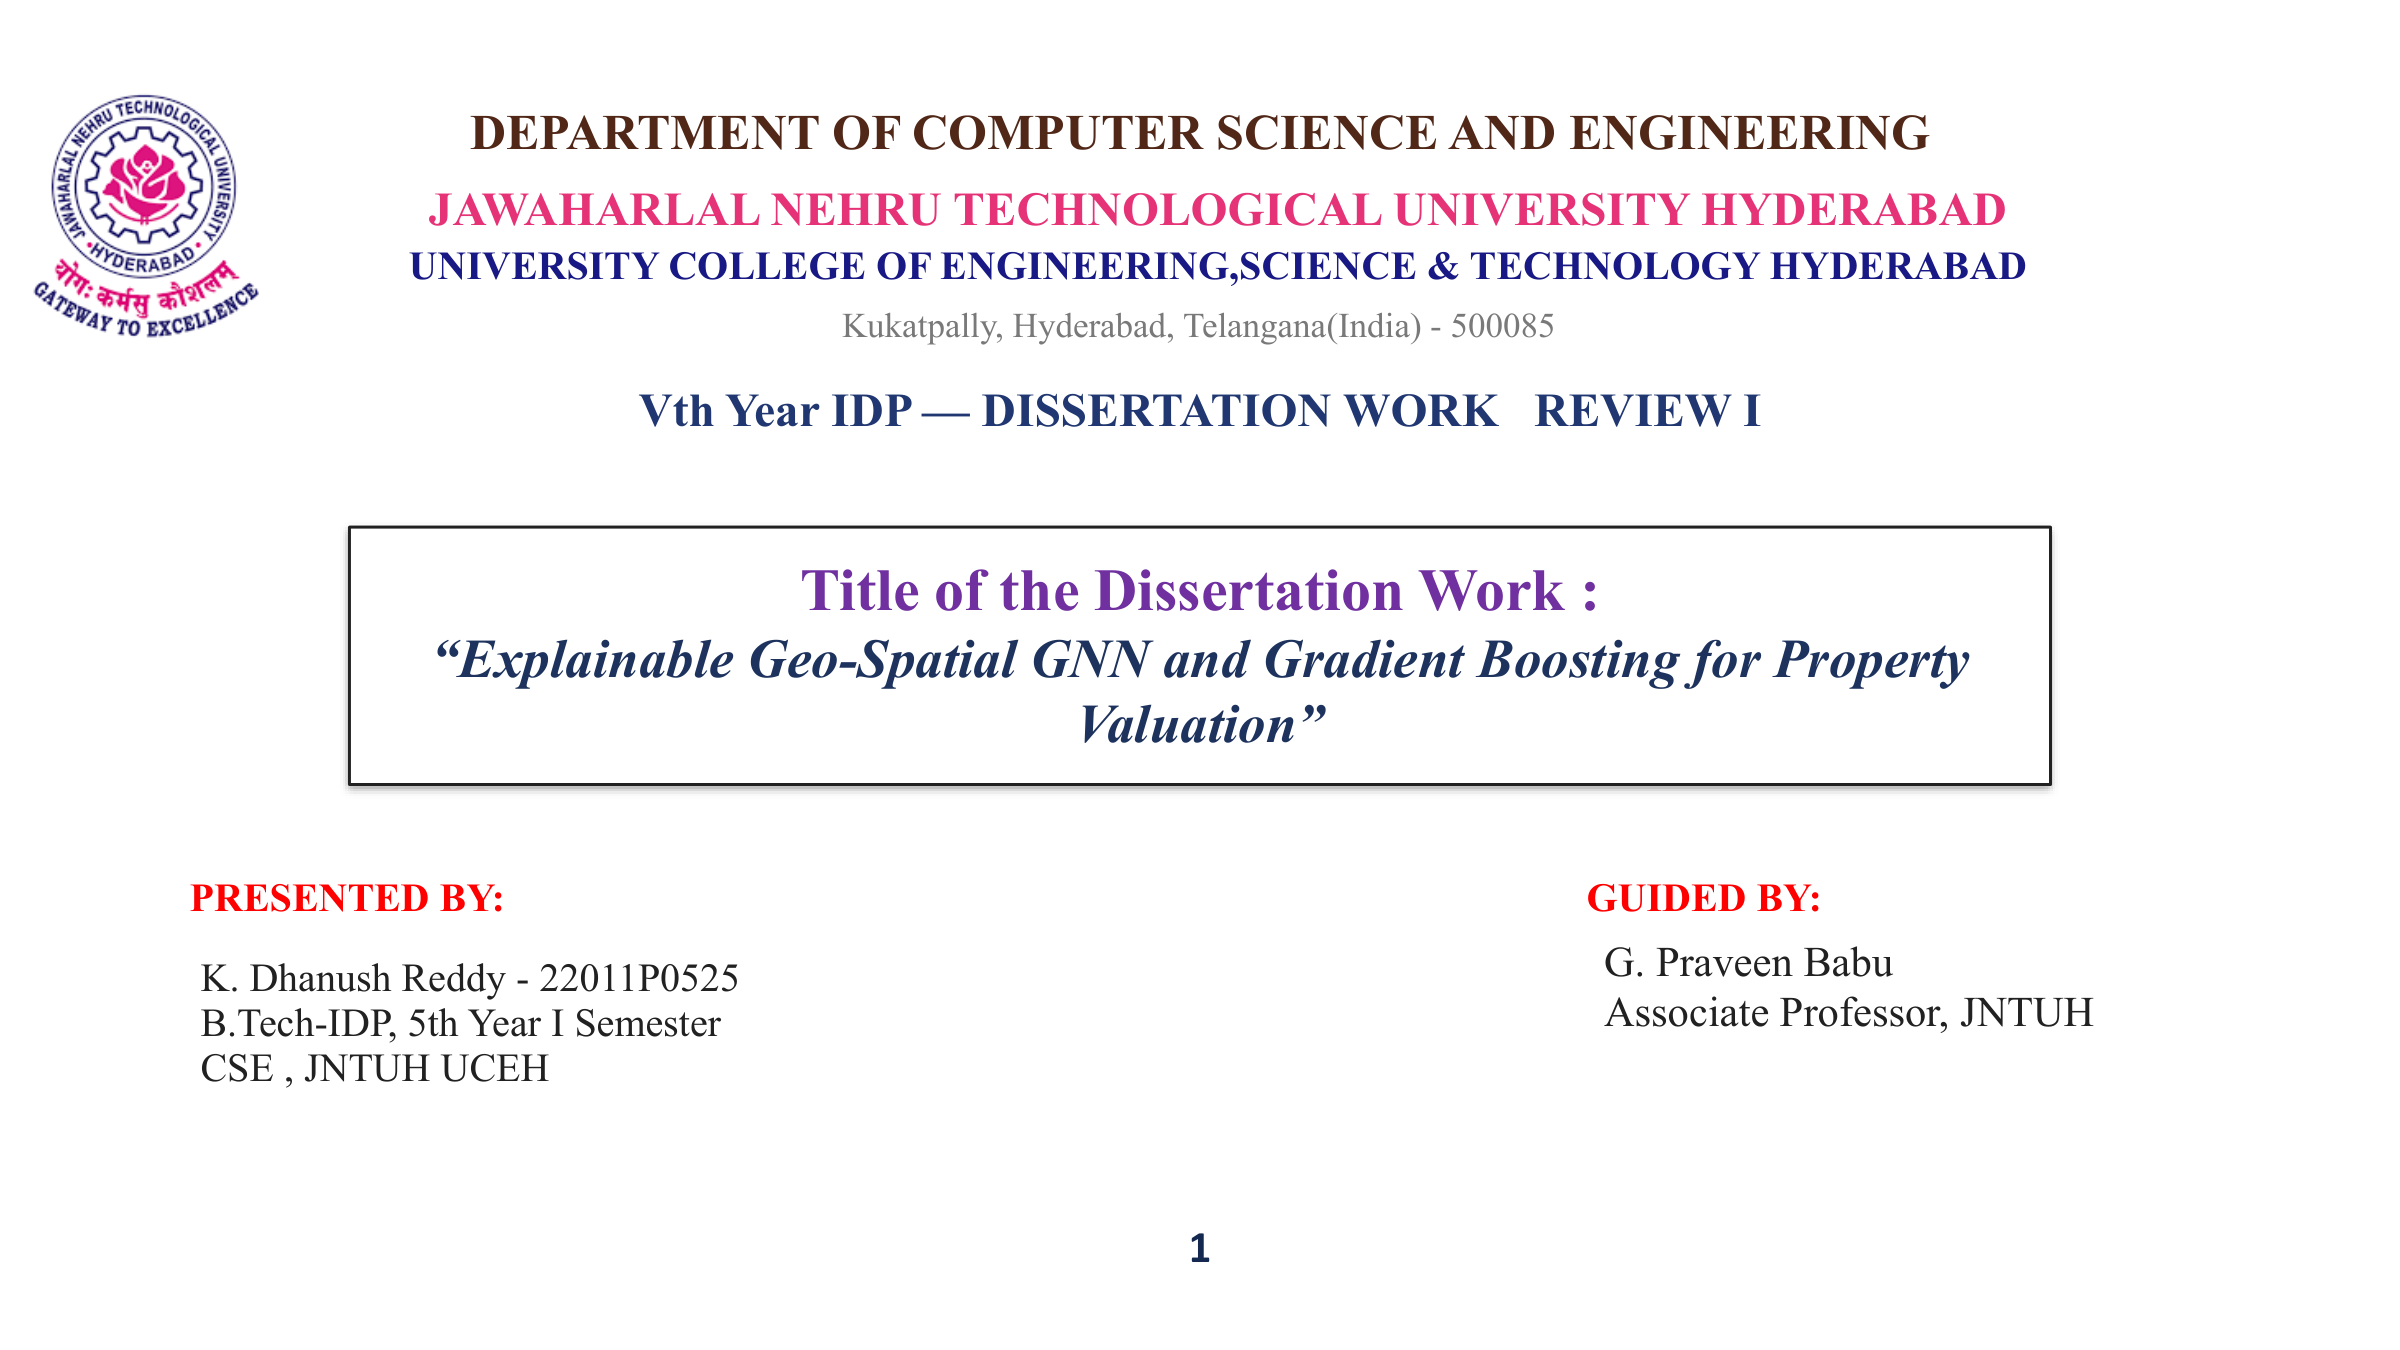 JAWAHARLAL NEHRU TECHNOLOGICAL UNIVERSITY
• HYDERABAD •
योगः कर्मसु कौशलम्
GATEWAY TO EXCELLENCE
DEPARTMENT OF COMPUTER SCIENCE AND ENGINEERING
JAWAHARLAL NEHRU TECHNOLOGICAL UNIVERSITY HYDERABAD
UNIVERSITY COLLEGE OF ENGINEERING,SCIENCE & TECHNOLOGY HYDERABAD
Kukatpally, Hyderabad, Telangana(India) - 500085
Vth Year IDP — DISSERTATION WORK   REVIEW I
Title of the Dissertation Work :
“Explainable Geo-Spatial GNN and Gradient Boosting for Property
Valuation”
PRESENTED BY:
K. Dhanush Reddy - 22011P0525
B.Tech-IDP, 5th Year I Semester
CSE , JNTUH UCEH
GUIDED BY:
G. Praveen Babu
Associate Professor, JNTUH
1